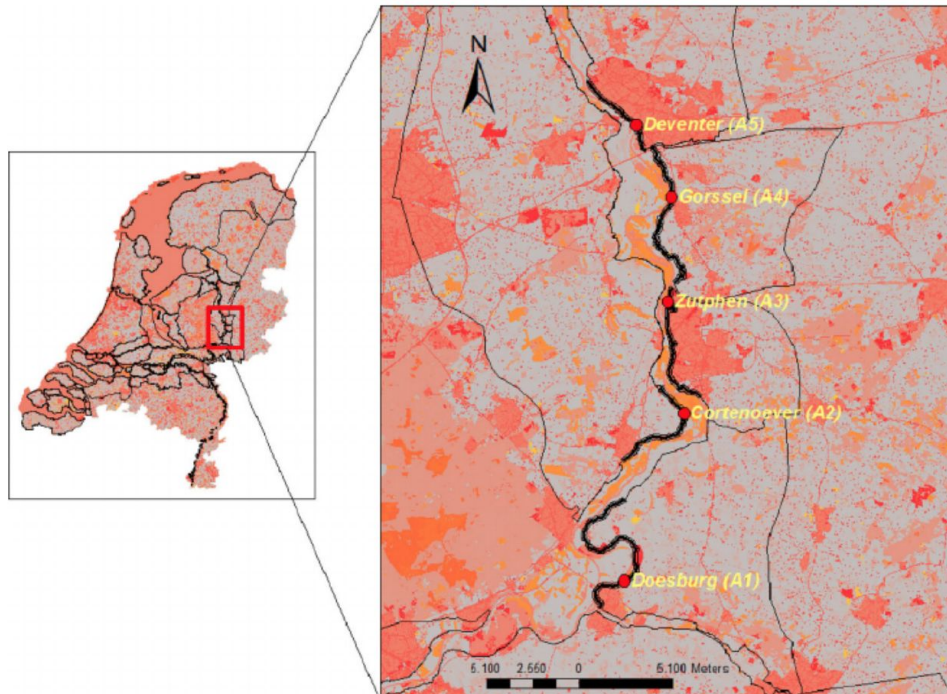 N
Deventer (A5)
Gorssel (A4)
Zutphen (A3)
Cortenoever (A2)
Doesburg (A1)
5.100 2.550 0 5.100 Meters